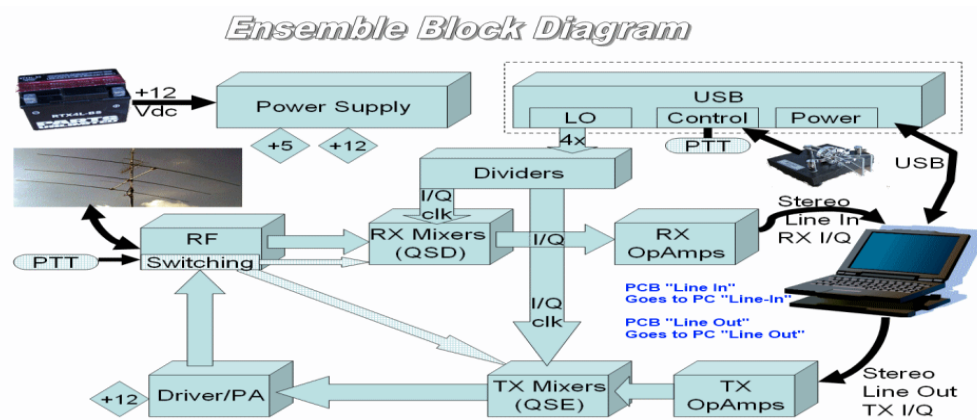 Ensemble Block Diagram
+12
Vdc
Power Supply
+5
+12
USB
LO
Control
Power
4x
PTT
USB
Dividers
I/Q
clk
Stereo
Line In
RX I/Q
RF
Switching
PTT
RX Mixers
(QSD)
I/Q
RX
OpAmps
PCB "Line In"
Goes to PC "Line-In"
PCB "Line Out"
Goes to PC "Line Out"
I/Q
clk
+12
Driver/PA
TX Mixers
(QSE)
TX
OpAmps
Stereo
Line Out
TX I/Q